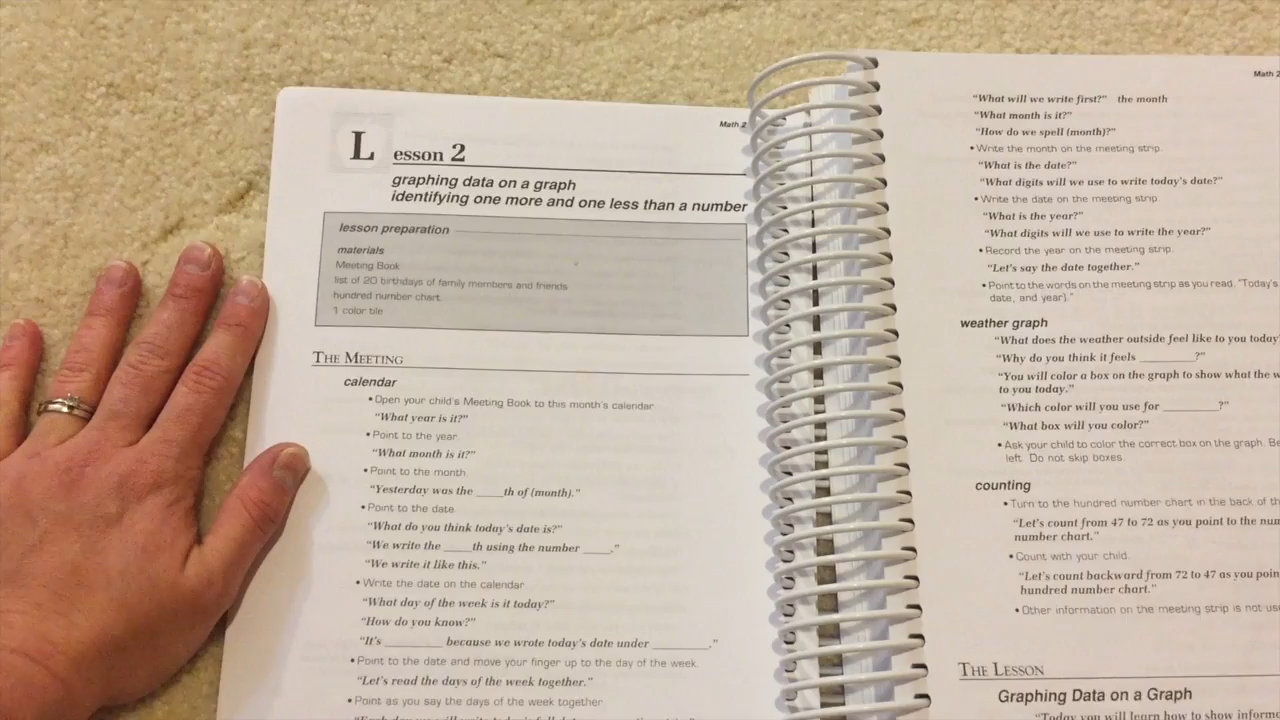 Math 2
Lesson 2
graphing data on a graph
identifying one more and one less than a number
lesson preparation
materials
Meeting Book
list of 20 birthdays of family members and friends
hundred number chart
1 color tile
THE MEETING
calendar
• Open your child's Meeting Book to this month's calendar
"What year is it?"
• Point to the year.
"What month is it?"
• Point to the month.
"Yesterday was the ____th of (month)."
• Point to the date.
"What do you think today's date is?"
"We write the ____th using the number ____."
"We write it like this."
• Write the date on the calendar
"What day of the week is it today?"
"How do you know?"
"It's ________ because we wrote today's date under ________."
• Point to the date and move your finger up to the day of the week.
"Let's read the days of the week together."
• Point as you say the days of the week together
Math 2
"What will we write first?" the month
"What month is it?"
"How do we spell (month)?"
• Write the month on the meeting strip.
"What is the date?"
"What digits will we use to write today's date?"
• Write the date on the meeting strip.
"What is the year?"
"What digits will we use to write the year?"
• Record the year on the meeting strip.
"Let's say the date together."
• Point to the words on the meeting strip as you read, "Today's
date, and year)."
weather graph
"What does the weather outside feel like to you today
"Why do you think it feels ________?"
"You will color a box on the graph to show what the w
to you today."
"Which color will you use for ________?"
"What box will you color?"
• Ask your child to color the correct box on the graph. Be
left. Do not skip boxes.
counting
• Turn to the hundred number chart in the back of th
"Let's count from 47 to 72 as you point to the num
number chart."
• Count with your child.
"Let's count backward from 72 to 47 as you poin
hundred number chart."
• Other information on the meeting strip is not use
THE LESSON
Graphing Data on a Graph
"Today you will learn how to show informa